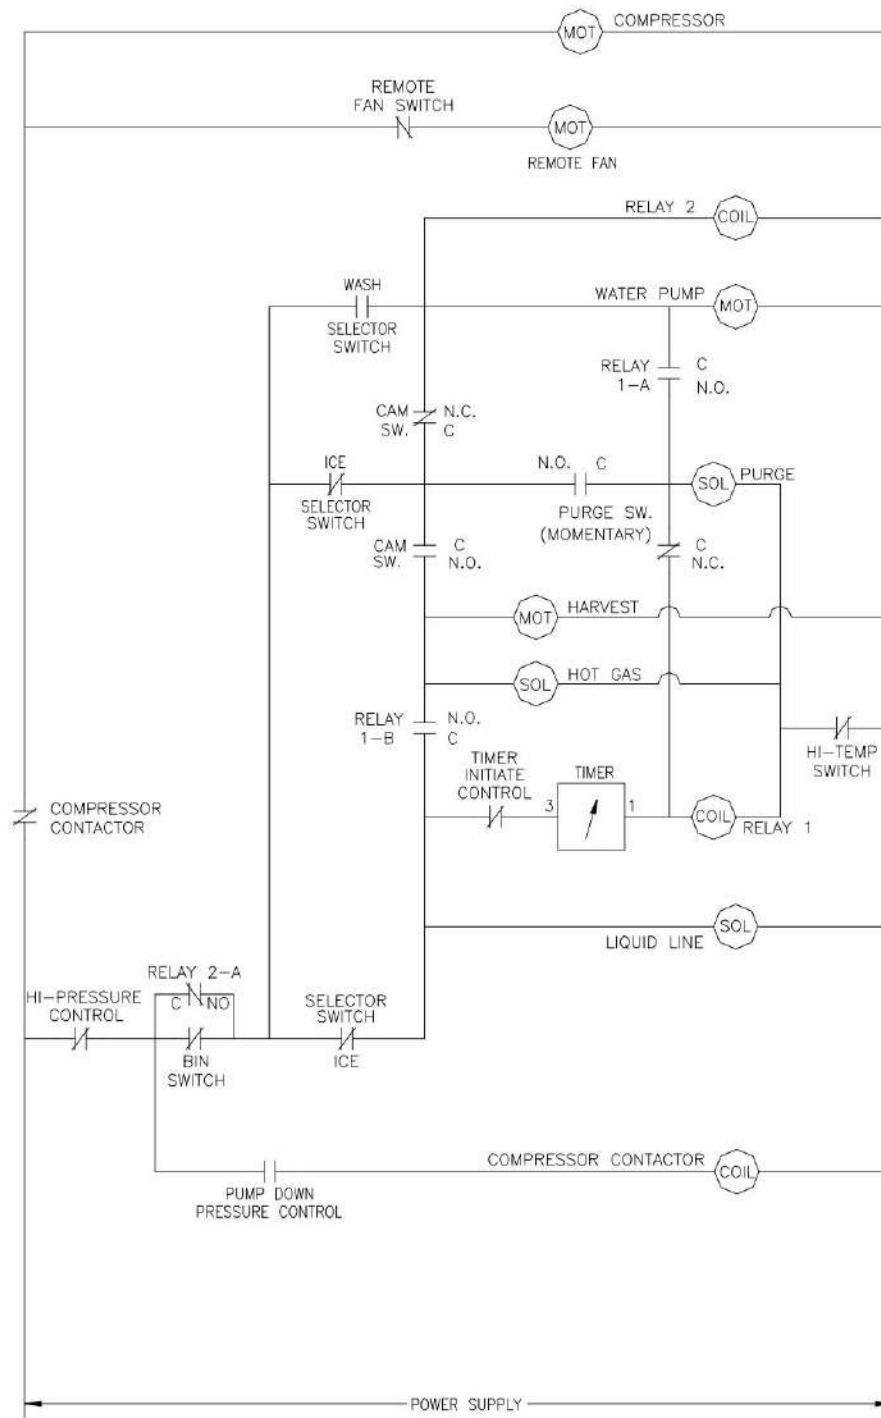 COMPRESSOR
MOT
REMOTE
FAN SWITCH
MOT
REMOTE FAN
RELAY 2
COIL
WASH
SELECTOR
SWITCH
WATER PUMP
MOT
RELAY
1-A
C
N.O.
CAM
SW.
N.C.
C
ICE
SELECTOR
SWITCH
N.O.
C
PURGE SW.
(MOMENTARY)
SOL
PURGE
CAM
SW.
C
N.O.
C
N.C.
MOT
HARVEST
SOL
HOT GAS
RELAY
1-B
N.O.
C
HI-TEMP
SWITCH
TIMER
INITIATE
CONTROL
TIMER
3
1
COIL
RELAY 1
COMPRESSOR
CONTACTOR
SOL
LIQUID LINE
RELAY 2-A
C
NO
HI-PRESSURE
CONTROL
BIN
SWITCH
SELECTOR
SWITCH
ICE
COMPRESSOR CONTACTOR
COIL
PUMP DOWN
PRESSURE CONTROL
POWER SUPPLY